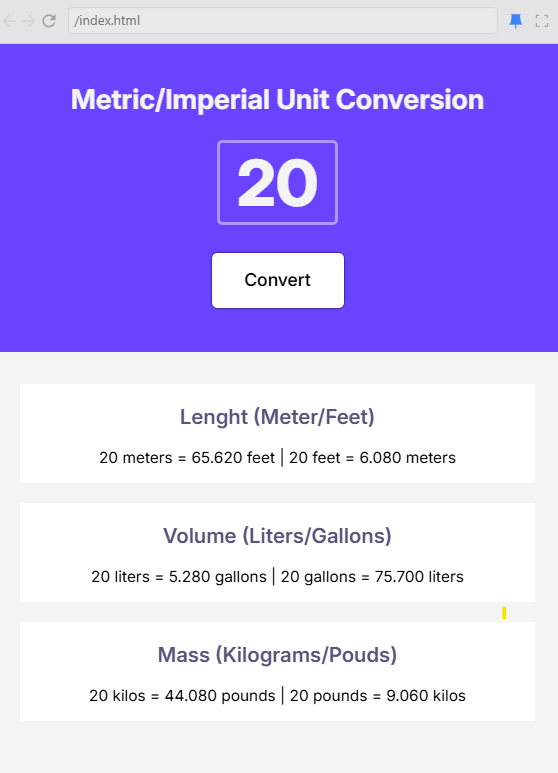 /index.html
Metric/Imperial Unit Conversion
20
Convert
Lenght (Meter/Feet)
20 meters = 65.620 feet | 20 feet = 6.080 meters
Volume (Liters/Gallons)
20 liters = 5.280 gallons | 20 gallons = 75.700 liters
Mass (Kilograms/Pouds)
20 kilos = 44.080 pounds | 20 pounds = 9.060 kilos